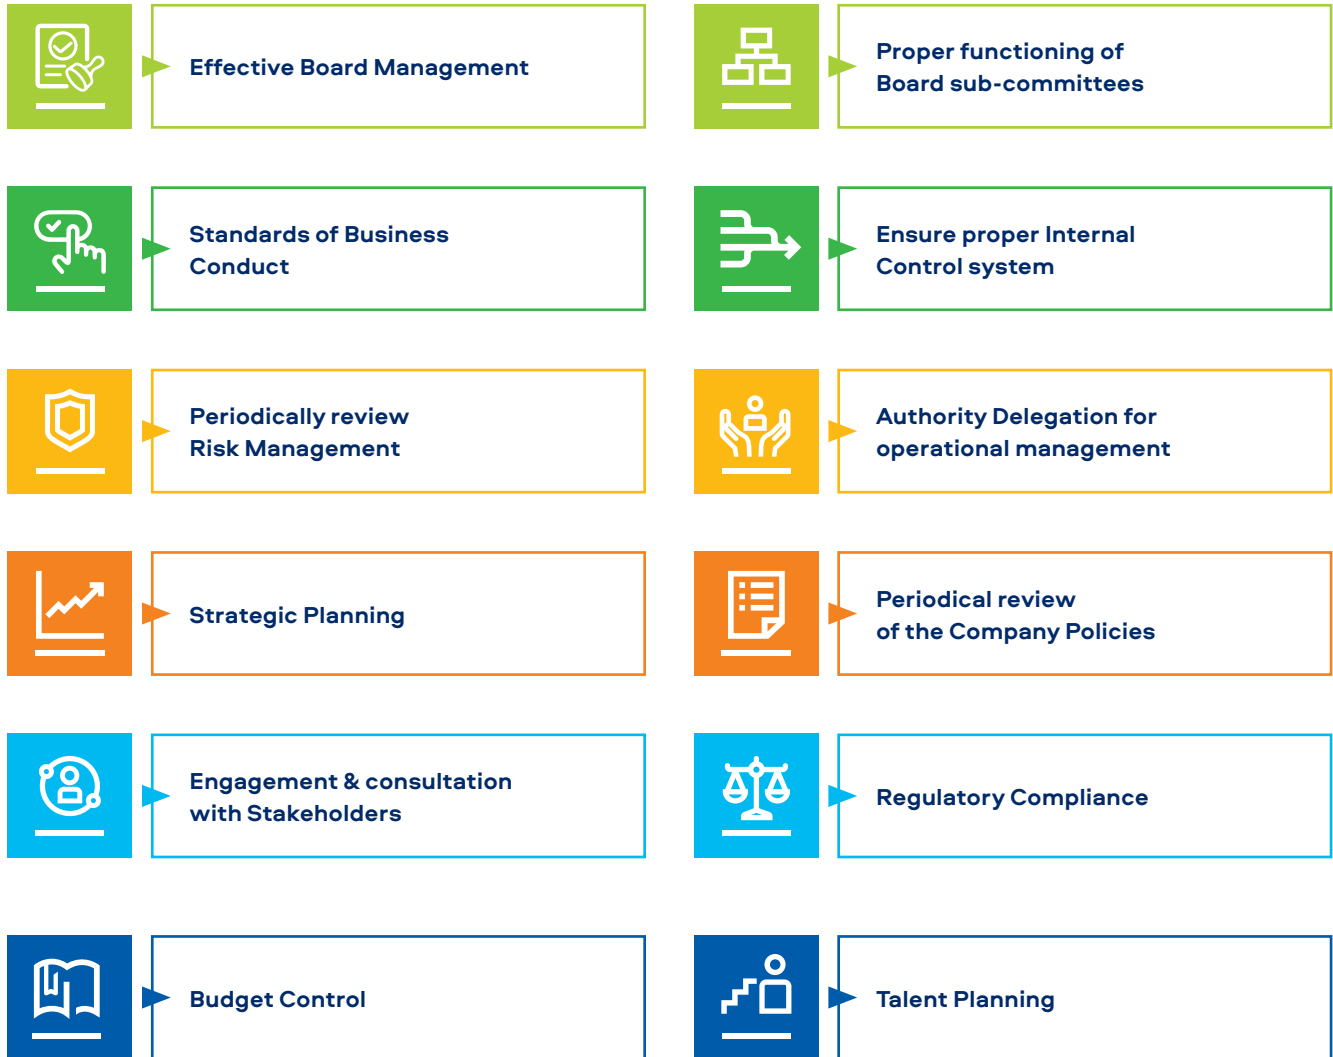 Effective Board Management
Proper functioning of
Board sub-committees
Standards of Business
Conduct
Ensure proper Internal
Control system
Periodically review
Risk Management
Authority Delegation for
operational management
Strategic Planning
Periodical review
of the Company Policies
Engagement & consultation
with Stakeholders
Regulatory Compliance
Budget Control
Talent Planning